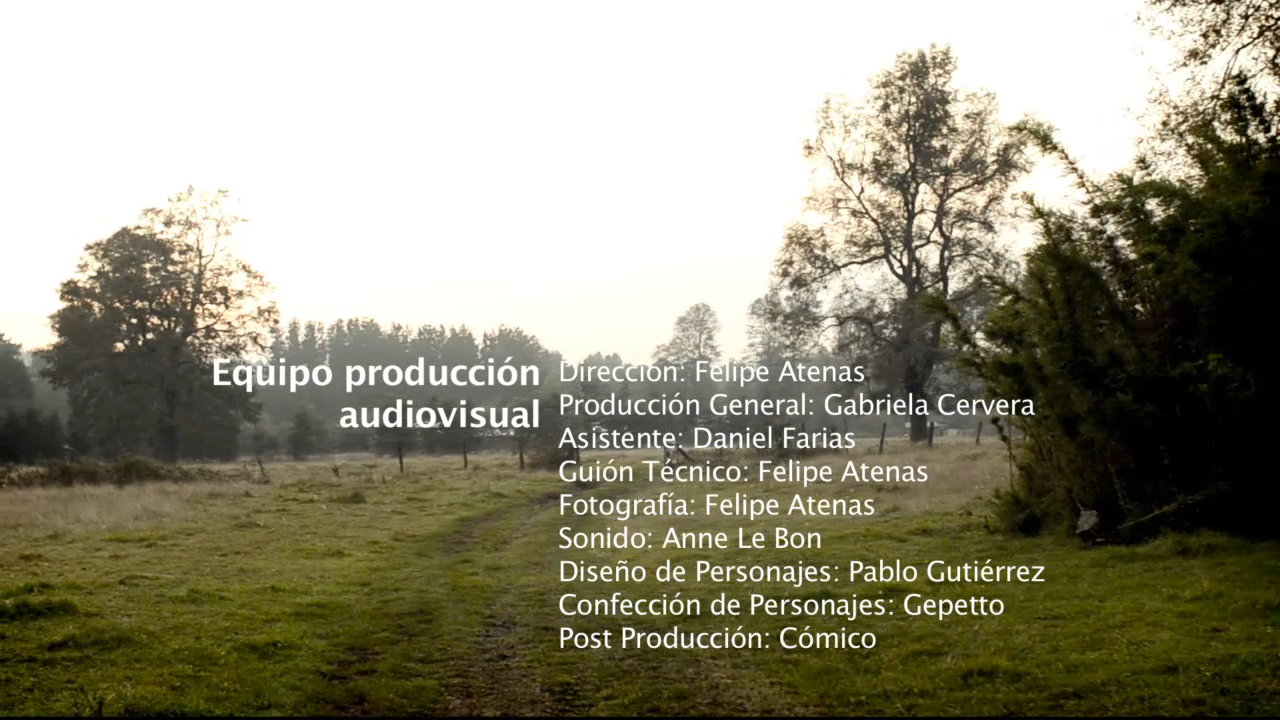 Equipo producción
audiovisual
Dirección: Felipe Atenas
Producción General: Gabriela Cervera
Asistente: Daniel Farias
Guión Técnico: Felipe Atenas
Fotografía: Felipe Atenas
Sonido: Anne Le Bon
Diseño de Personajes: Pablo Gutiérrez
Confección de Personajes: Gepetto
Post Producción: Cómico